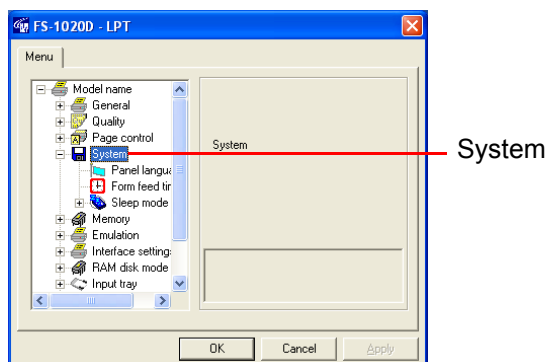 FS-1020D - LPT
Menu
Model name
General
Quality
Page control
System
Panel langua
Form feed tir
Sleep mode
Memory
Emulation
Interface setting:
RAM disk mode
Input tray
System
System
OK
Cancel
Apply